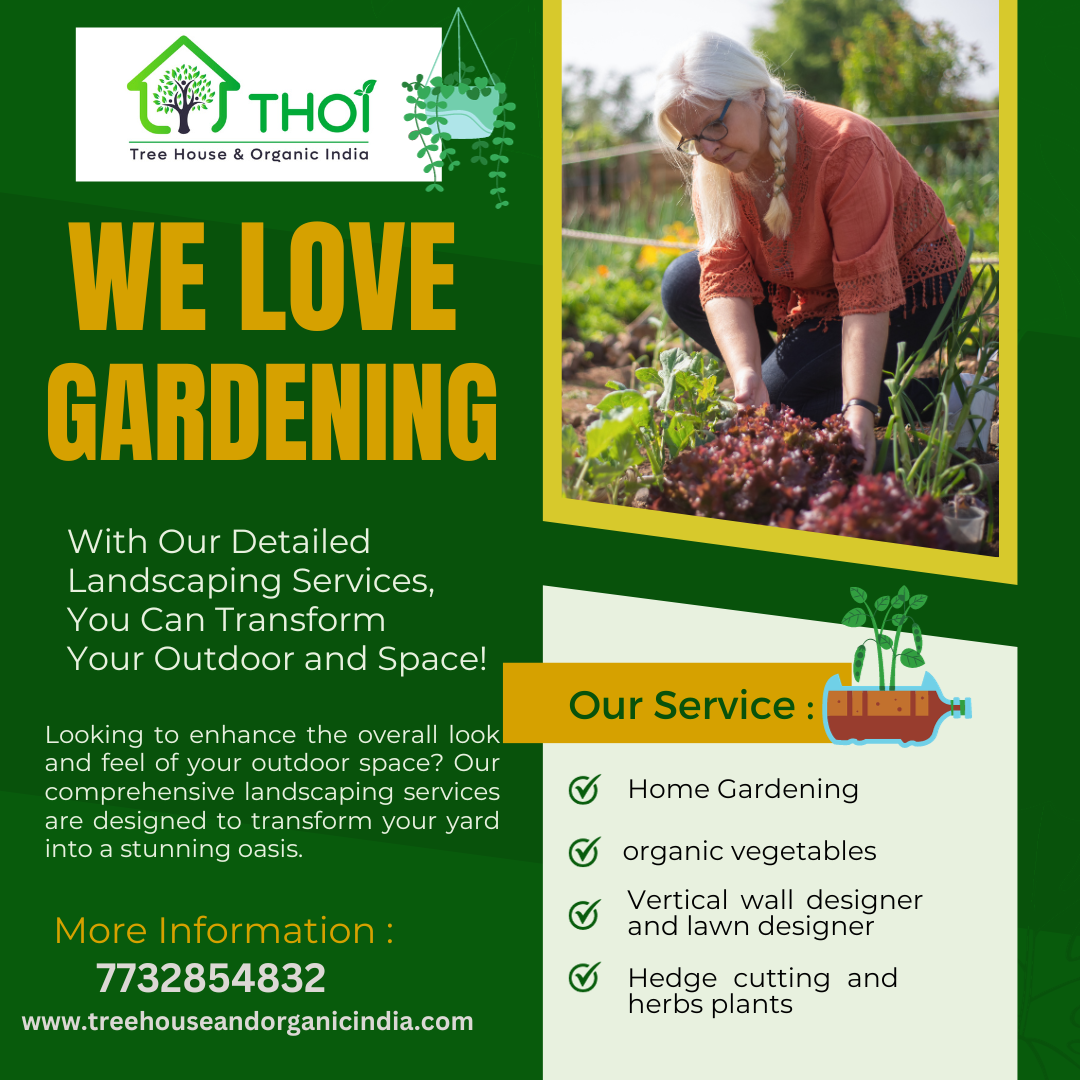 THOI
Tree House & Organic India
WE LOVE
GARDENING
With Our Detailed
Landscaping Services,
You Can Transform
Your Outdoor and Space!
Looking to enhance the overall look
and feel of your outdoor space? Our
comprehensive landscaping services
are designed to transform your yard
into a stunning oasis.
More Information :
7732854832
www.treehouseandorganicindia.com
Our Service :
Home Gardening
organic vegetables
Vertical wall designer
and lawn designer
Hedge cutting and
herbs plants